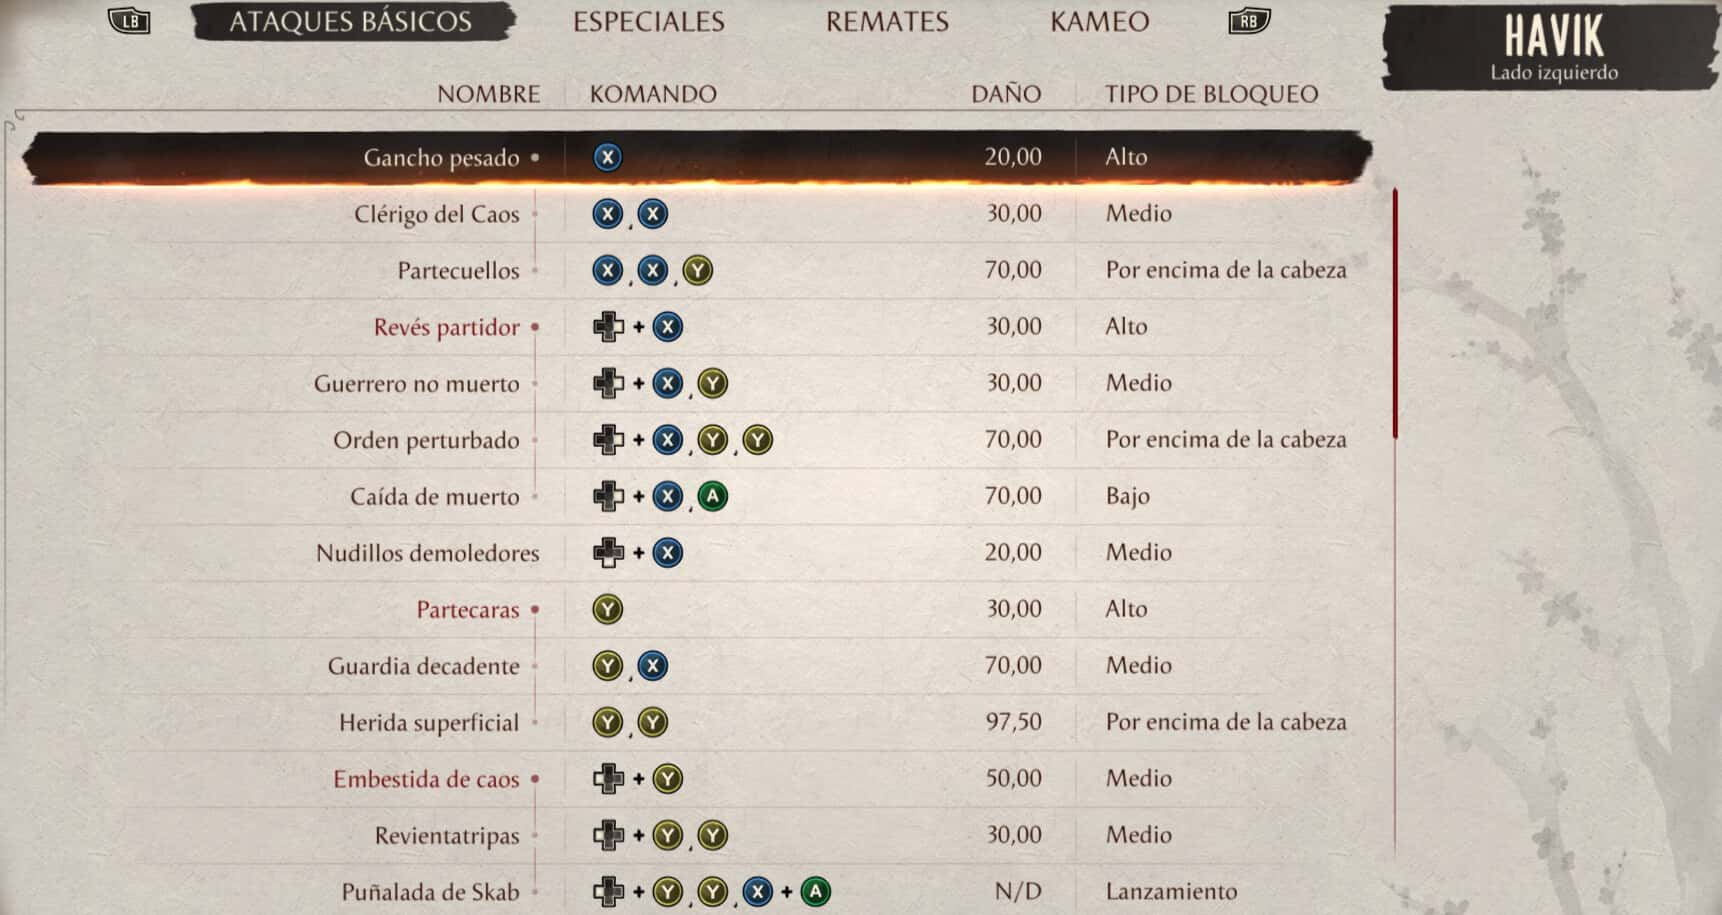 LB ATAQUES BÁSICOS ESPECIALES REMATES KAMEO RB
HAVIK
Lado izquierdo
NOMBRE KOMANDO DAÑO TIPO DE BLOQUEO
Gancho pesado X 20,00 Alto
Clérigo del Caos X , X 30,00 Medio
Partecuellos X , X , Y 70,00 Por encima de la cabeza
Revés partidor + X 30,00 Alto
Guerrero no muerto + X , Y 30,00 Medio
Orden perturbado + X , Y , Y 70,00 Por encima de la cabeza
Caída de muerto + X , A 70,00 Bajo
Nudillos demoledores + X 20,00 Medio
Partecaras Y 30,00 Alto
Guardia decadente Y , X 70,00 Medio
Herida superficial Y , Y 97,50 Por encima de la cabeza
Embestida de caos + Y 50,00 Medio
Revientatripas + Y , Y 30,00 Medio
Puñalada de Skab + Y , Y , X + A N/D Lanzamiento